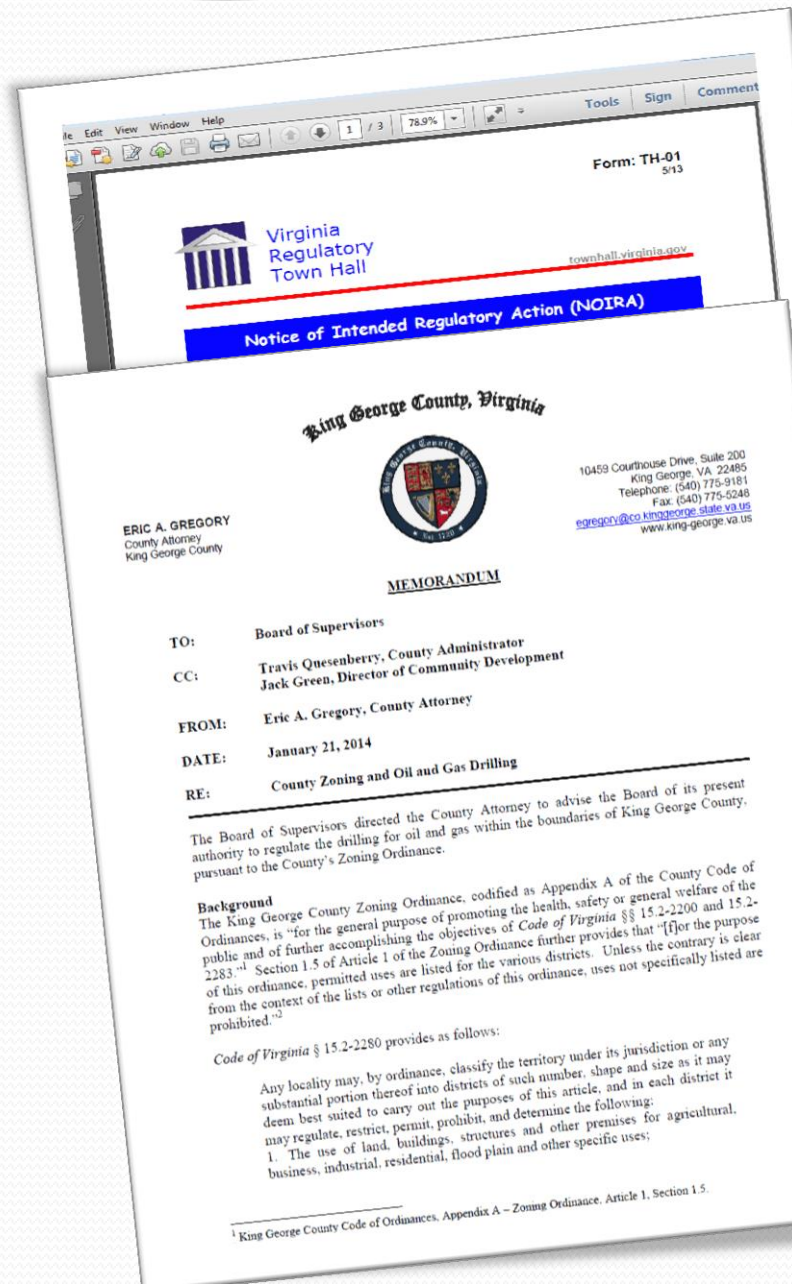 le Edit View Window Help
1 / 3 78.9% Tools Sign Comment
Form: TH-01
5/13
Virginia
Regulatory
Town Hall
townhall.virginia.gov
Notice of Intended Regulatory Action (NOIRA)
King George County, Virginia
ERIC A. GREGORY
County Attorney
King George County
10459 Courthouse Drive, Suite 200
King George, VA 22485
Telephone: (540) 775-9181
Fax: (540) 775-5248
egregory@co.kinggeorge.state.va.us
www.king-george.va.us
MEMORANDUM
TO: Board of Supervisors
CC: Travis Quesenberry, County Administrator
Jack Green, Director of Community Development
FROM: Eric A. Gregory, County Attorney
DATE: January 21, 2014
RE: County Zoning and Oil and Gas Drilling
The Board of Supervisors directed the County Attorney to advise the Board of its present
authority to regulate the drilling for oil and gas within the boundaries of King George County,
pursuant to the County's Zoning Ordinance.
Background
The King George County Zoning Ordinance, codified as Appendix A of the County Code of
Ordinances, is "for the general purpose of promoting the health, safety or general welfare of the
public and of further accomplishing the objectives of Code of Virginia §§ 15.2-2200 and 15.2-
2283."1 Section 1.5 of Article 1 of the Zoning Ordinance further provides that "[f]or the purpose
of this ordinance, permitted uses are listed for the various districts. Unless the contrary is clear
from the context of the lists or other regulations of this ordinance, uses not specifically listed are
prohibited."2
Code of Virginia § 15.2-2280 provides as follows:
Any locality may, by ordinance, classify the territory under its jurisdiction or any
substantial portion thereof into districts of such number, shape and size as it may
deem best suited to carry out the purposes of this article, and in each district it
may regulate, restrict, permit, prohibit, and determine the following:
1. The use of land, buildings, structures and other premises for agricultural,
business, industrial, residential, flood plain and other specific uses;
1 King George County Code of Ordinances, Appendix A – Zoning Ordinance, Article 1, Section 1.5.